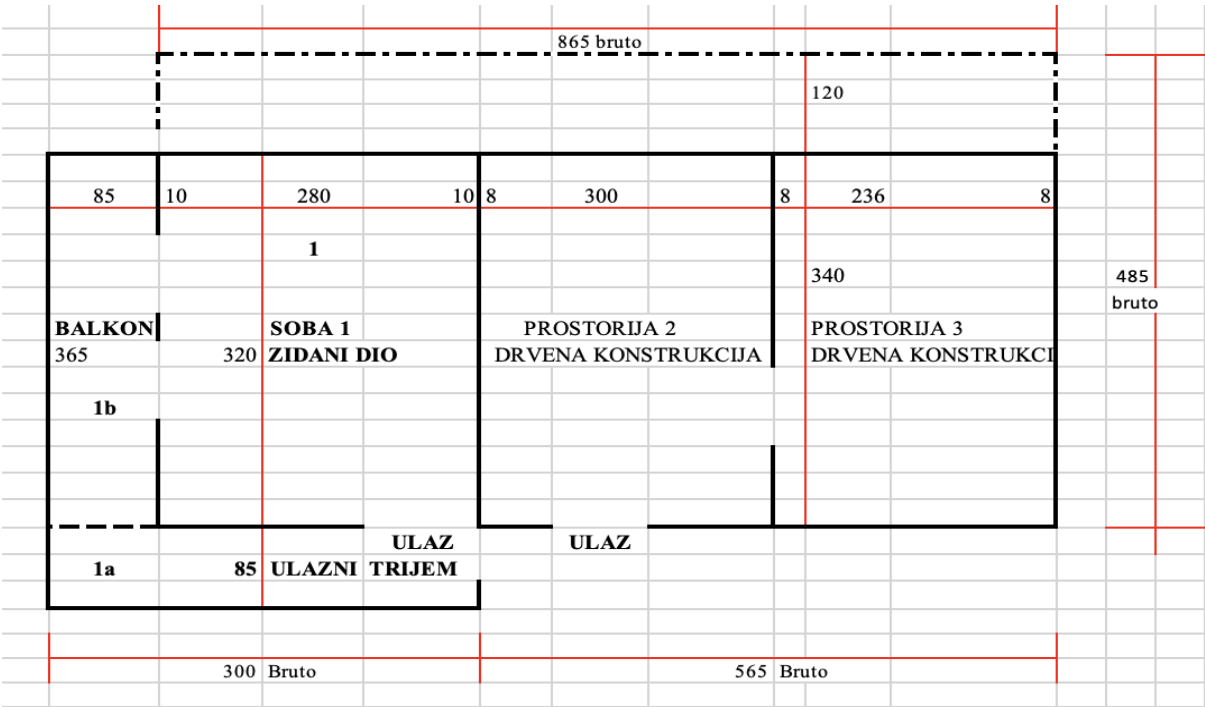 865 bruto
120
85 10 280 10 8 300 8 236 8
1
340 485
bruto
BALKON SOBA 1 PROSTORIJA 2 PROSTORIJA 3
365 320 ZIDANI DIO DRVENA KONSTRUKCIJA DRVENA KONSTRUKCI
1b
ULAZ ULAZ
1a 85 ULAZNI TRIJEM
300 Bruto 565 Bruto